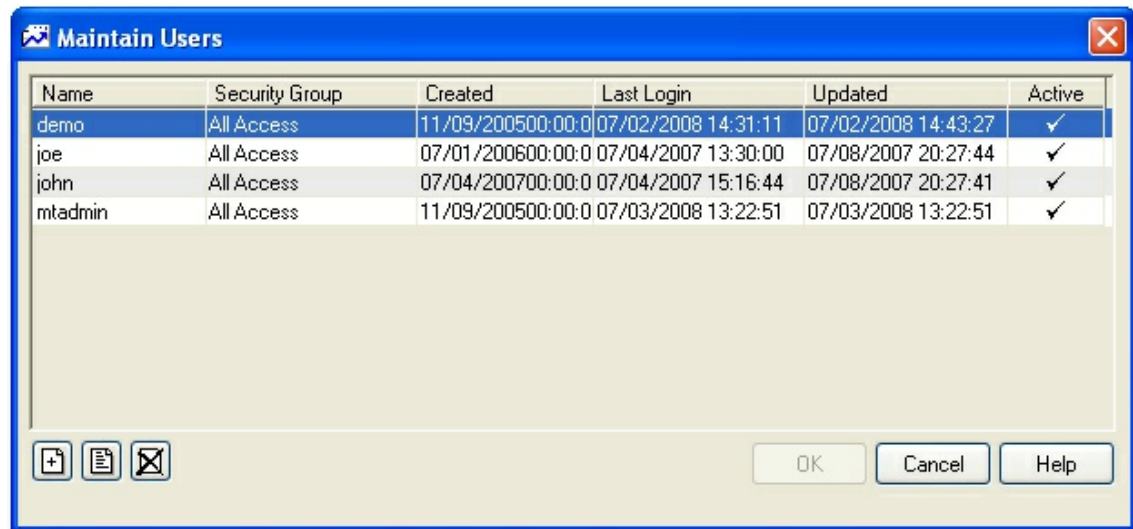 Maintain Users
Name Security Group Created Last Login Updated Active
demo All Access 11/09/200500:00:0 07/02/2008 14:31:11 07/02/2008 14:43:27 ✓
joe All Access 07/01/200600:00:0 07/04/2007 13:30:00 07/08/2007 20:27:44 ✓
john All Access 07/04/200700:00:0 07/04/2007 15:16:44 07/08/2007 20:27:41 ✓
mtadmin All Access 11/09/200500:00:0 07/03/2008 13:22:51 07/03/2008 13:22:51 ✓
OK Cancel Help